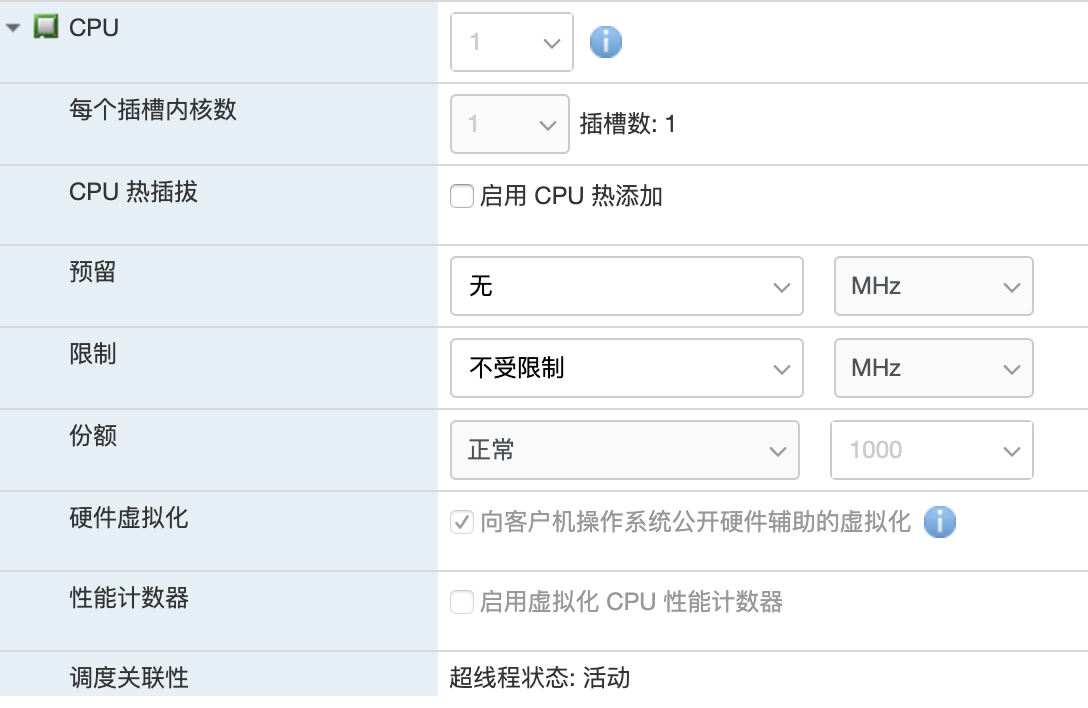 CPU
1
每个插槽内核数
1
插槽数: 1
CPU 热插拔
启用 CPU 热添加
预留
无
MHz
限制
不受限制
MHz
份额
正常
1000
硬件虚拟化
向客户机操作系统公开硬件辅助的虚拟化
性能计数器
启用虚拟化 CPU 性能计数器
调度关联性
超线程状态: 活动